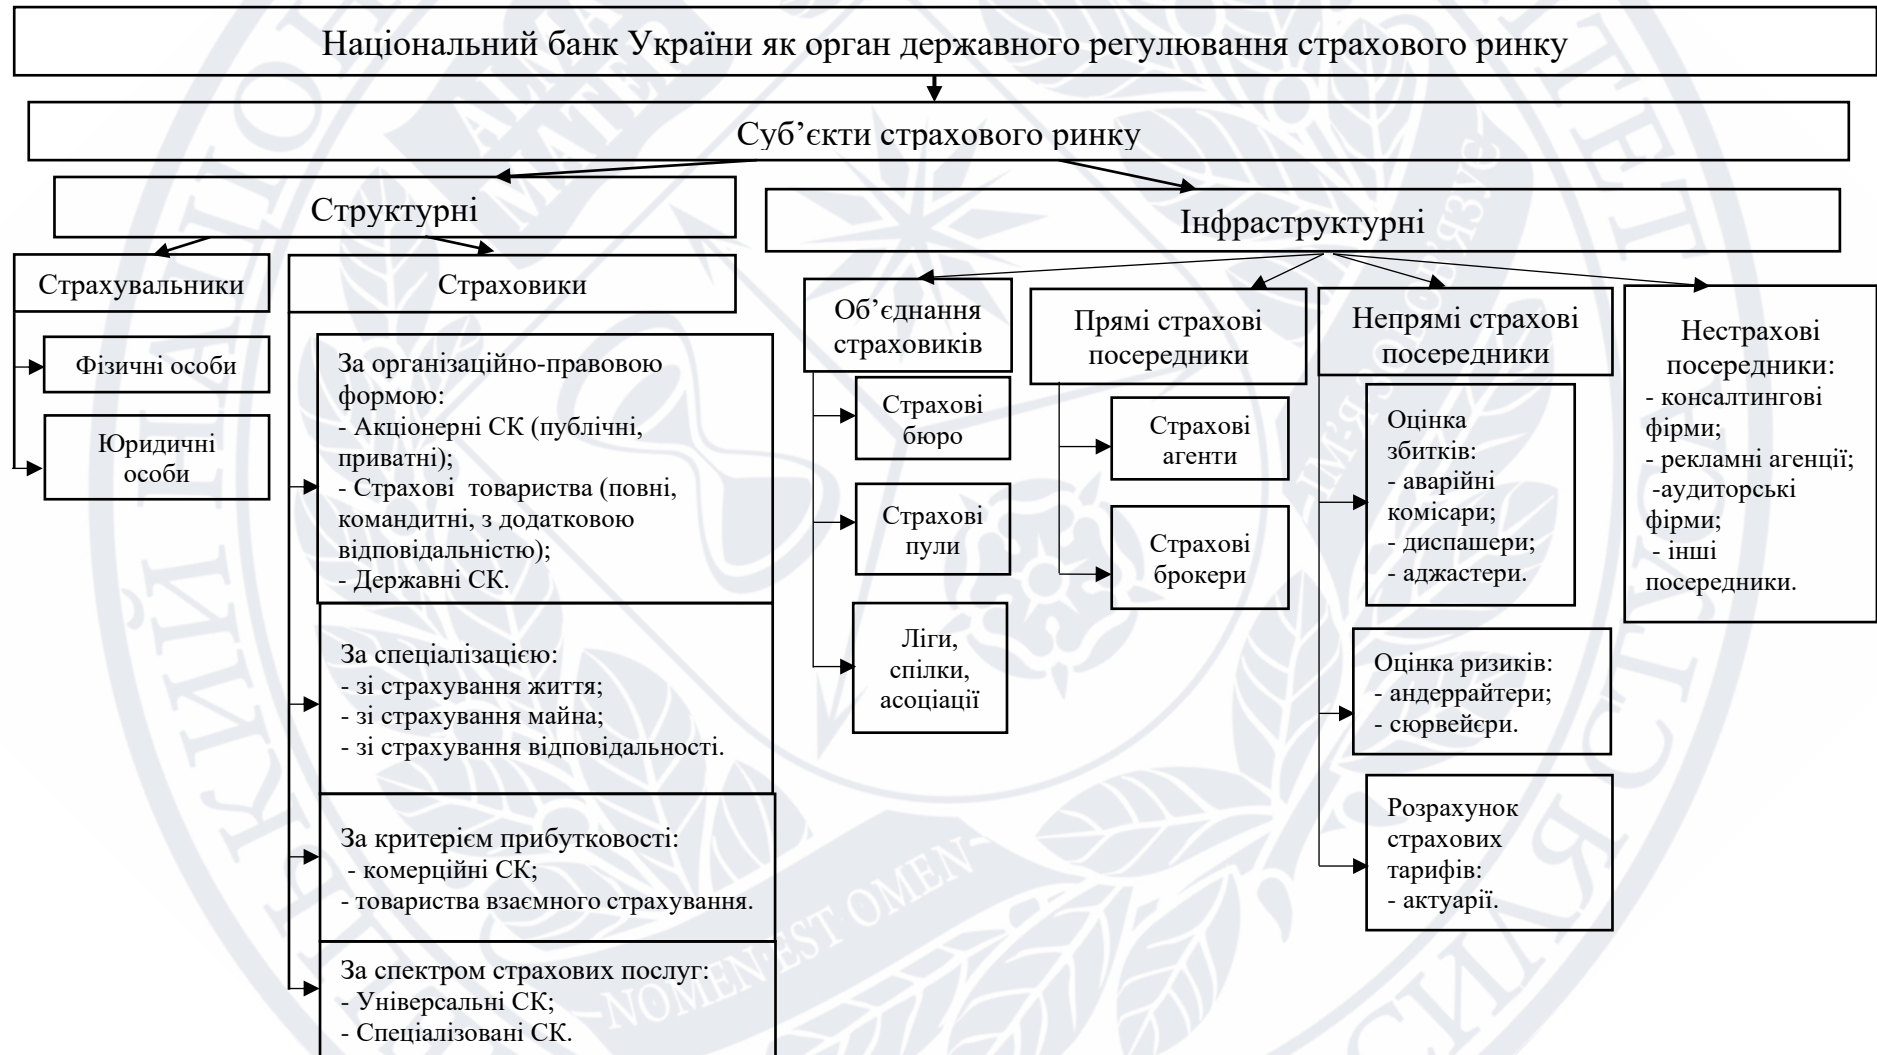 Національний банк України як орган державного регулювання страхового ринку
Суб’єкти страхового ринку
Структурні
Інфраструктурні
Страхувальники
Фізичні особи
Юридичні
особи
Страховики
За організаційно-правовою
формою:
- Акціонерні СК (публічні,
приватні);
- Страхові товариства (повні,
командитні, з додатковою
відповідальністю);
- Державні СК.
За спеціалізацією:
- зі страхування життя;
- зі страхування майна;
- зі страхування відповідальності.
За критерієм прибутковості:
- комерційні СК;
- товариства взаємного страхування.
За спектром страхових послуг:
- Універсальні СК;
- Спеціалізовані СК.
Об’єднання
страховиків
Страхові
бюро
Страхові
пули
Ліги,
спілки,
асоціації
Прямі страхові
посередники
Страхові
агенти
Страхові
брокери
Непрямі страхові
посередники
Оцінка
збитків:
- аварійні
комісари;
- диспашери;
- аджастери.
Оцінка ризиків:
- андеррайтери;
- сюрвейєри.
Розрахунок
страхових
тарифів:
- актуарії.
Нестрахові
посередники:
- консалтингові
фірми;
- рекламні агенції;
-аудиторські
фірми;
- інші
посередники.
ALMA
MATER
NOMEN EST OMEN